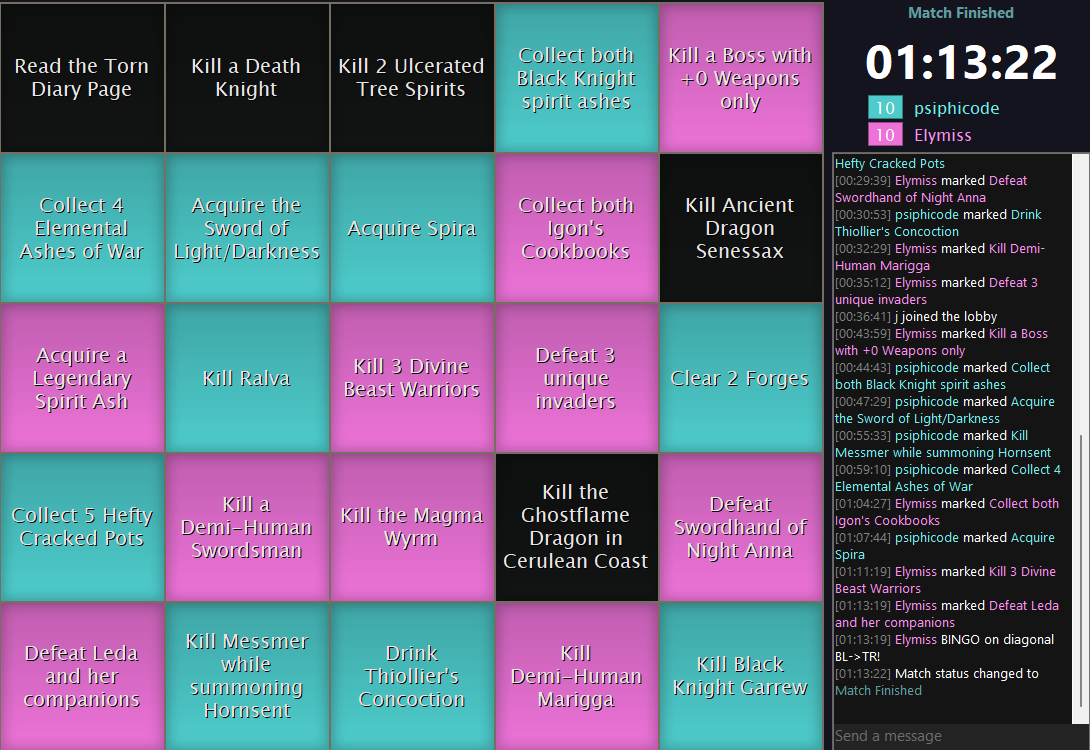 Read the Torn
Diary Page
Kill a Death
Knight
Kill 2 Ulcerated
Tree Spirits
Collect both
Black Knight
spirit ashes
Kill a Boss with
+0 Weapons
only
Collect 4
Elemental
Ashes of War
Acquire the
Sword of
Light/Darkness
Acquire Spira
Collect both
Igon's
Cookbooks
Kill Ancient
Dragon
Senessax
Acquire a
Legendary
Spirit Ash
Kill Ralva
Kill 3 Divine
Beast Warriors
Defeat 3
unique
invaders
Clear 2 Forges
Collect 5 Hefty
Cracked Pots
Kill a
Demi-Human
Swordsman
Kill the Magma
Wyrm
Kill the
Ghostflame
Dragon in
Cerulean Coast
Defeat
Swordhand of
Night Anna
Defeat Leda
and her
companions
Kill Messmer
while
summoning
Hornsent
Drink
Thiollier's
Concoction
Kill
Demi-Human
Marigga
Kill Black
Knight Garrew
Match Finished
01:13:22
10 psiphicode
10 Elymiss
Hefty Cracked Pots
[00:29:39] Elymiss marked Defeat
Swordhand of Night Anna
[00:30:53] psiphicode marked Drink
Thiollier's Concoction
[00:32:29] Elymiss marked Kill Demi-
Human Marigga
[00:35:12] Elymiss marked Defeat 3
unique invaders
[00:36:41] j joined the lobby
[00:43:59] Elymiss marked Kill a Boss
with +0 Weapons only
[00:44:43] psiphicode marked Collect
both Black Knight spirit ashes
[00:47:29] psiphicode marked Acquire
the Sword of Light/Darkness
[00:55:33] psiphicode marked Kill
Messmer while summoning Hornsent
[00:59:10] psiphicode marked Collect 4
Elemental Ashes of War
[01:04:27] Elymiss marked Collect both
Igon's Cookbooks
[01:07:44] psiphicode marked Acquire
Spira
[01:11:19] Elymiss marked Kill 3 Divine
Beast Warriors
[01:13:19] Elymiss marked Defeat Leda
and her companions
[01:13:19] Elymiss BINGO on diagonal
BL->TR!
[01:13:22] Match status changed to
Match Finished
Send a message